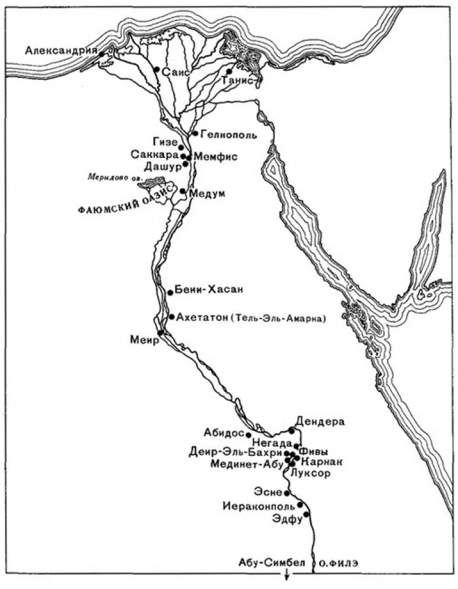 Александрия
Саис
Танис
Гелиополь
Гизе
Саккара
Мемфис
Дашур
Меридово оз.
Медум
ФАЮМСКИЙ ОАЗИС
Бени-Хасан
Ахетатон (Тель-Эль-Амарна)
Меир
Дендера
Абидос
Негада
Деир-Эль-Бахри
Фивы
Мединет-Абу
Карнак
Луксор
Эсне
Иераконполь
Эдфу
Абу-Симбел
О. ФИЛЭ